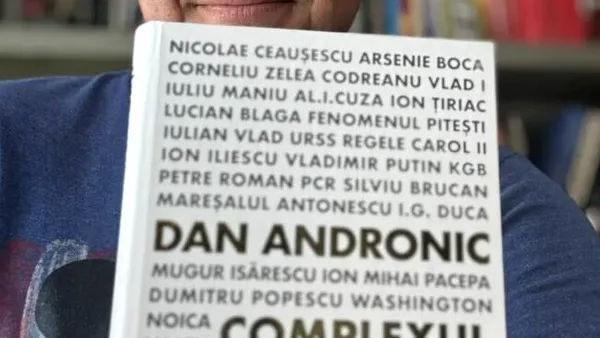 NICOLAE CEAUȘESCU ARSENIE BOCA
CORNELIU ZELEA CODREANU VLAD I
IULIU MANIU AL.I.CUZA ION ȚIRIAC
LUCIAN BLAGA FENOMENUL PITEȘTI
IULIAN VLAD URSS REGELE CAROL II
ION ILIESCU VLADIMIR PUTIN KGB
PETRE ROMAN PCR SILVIU BRUCAN
MAREȘALUL ANTONESCU I.G. DUCA
DAN ANDRONIC
MUGUR ISĂRESCU ION MIHAI PACEPA
DUMITRU POPESCU WASHINGTON
NOICA COMPLEXUL